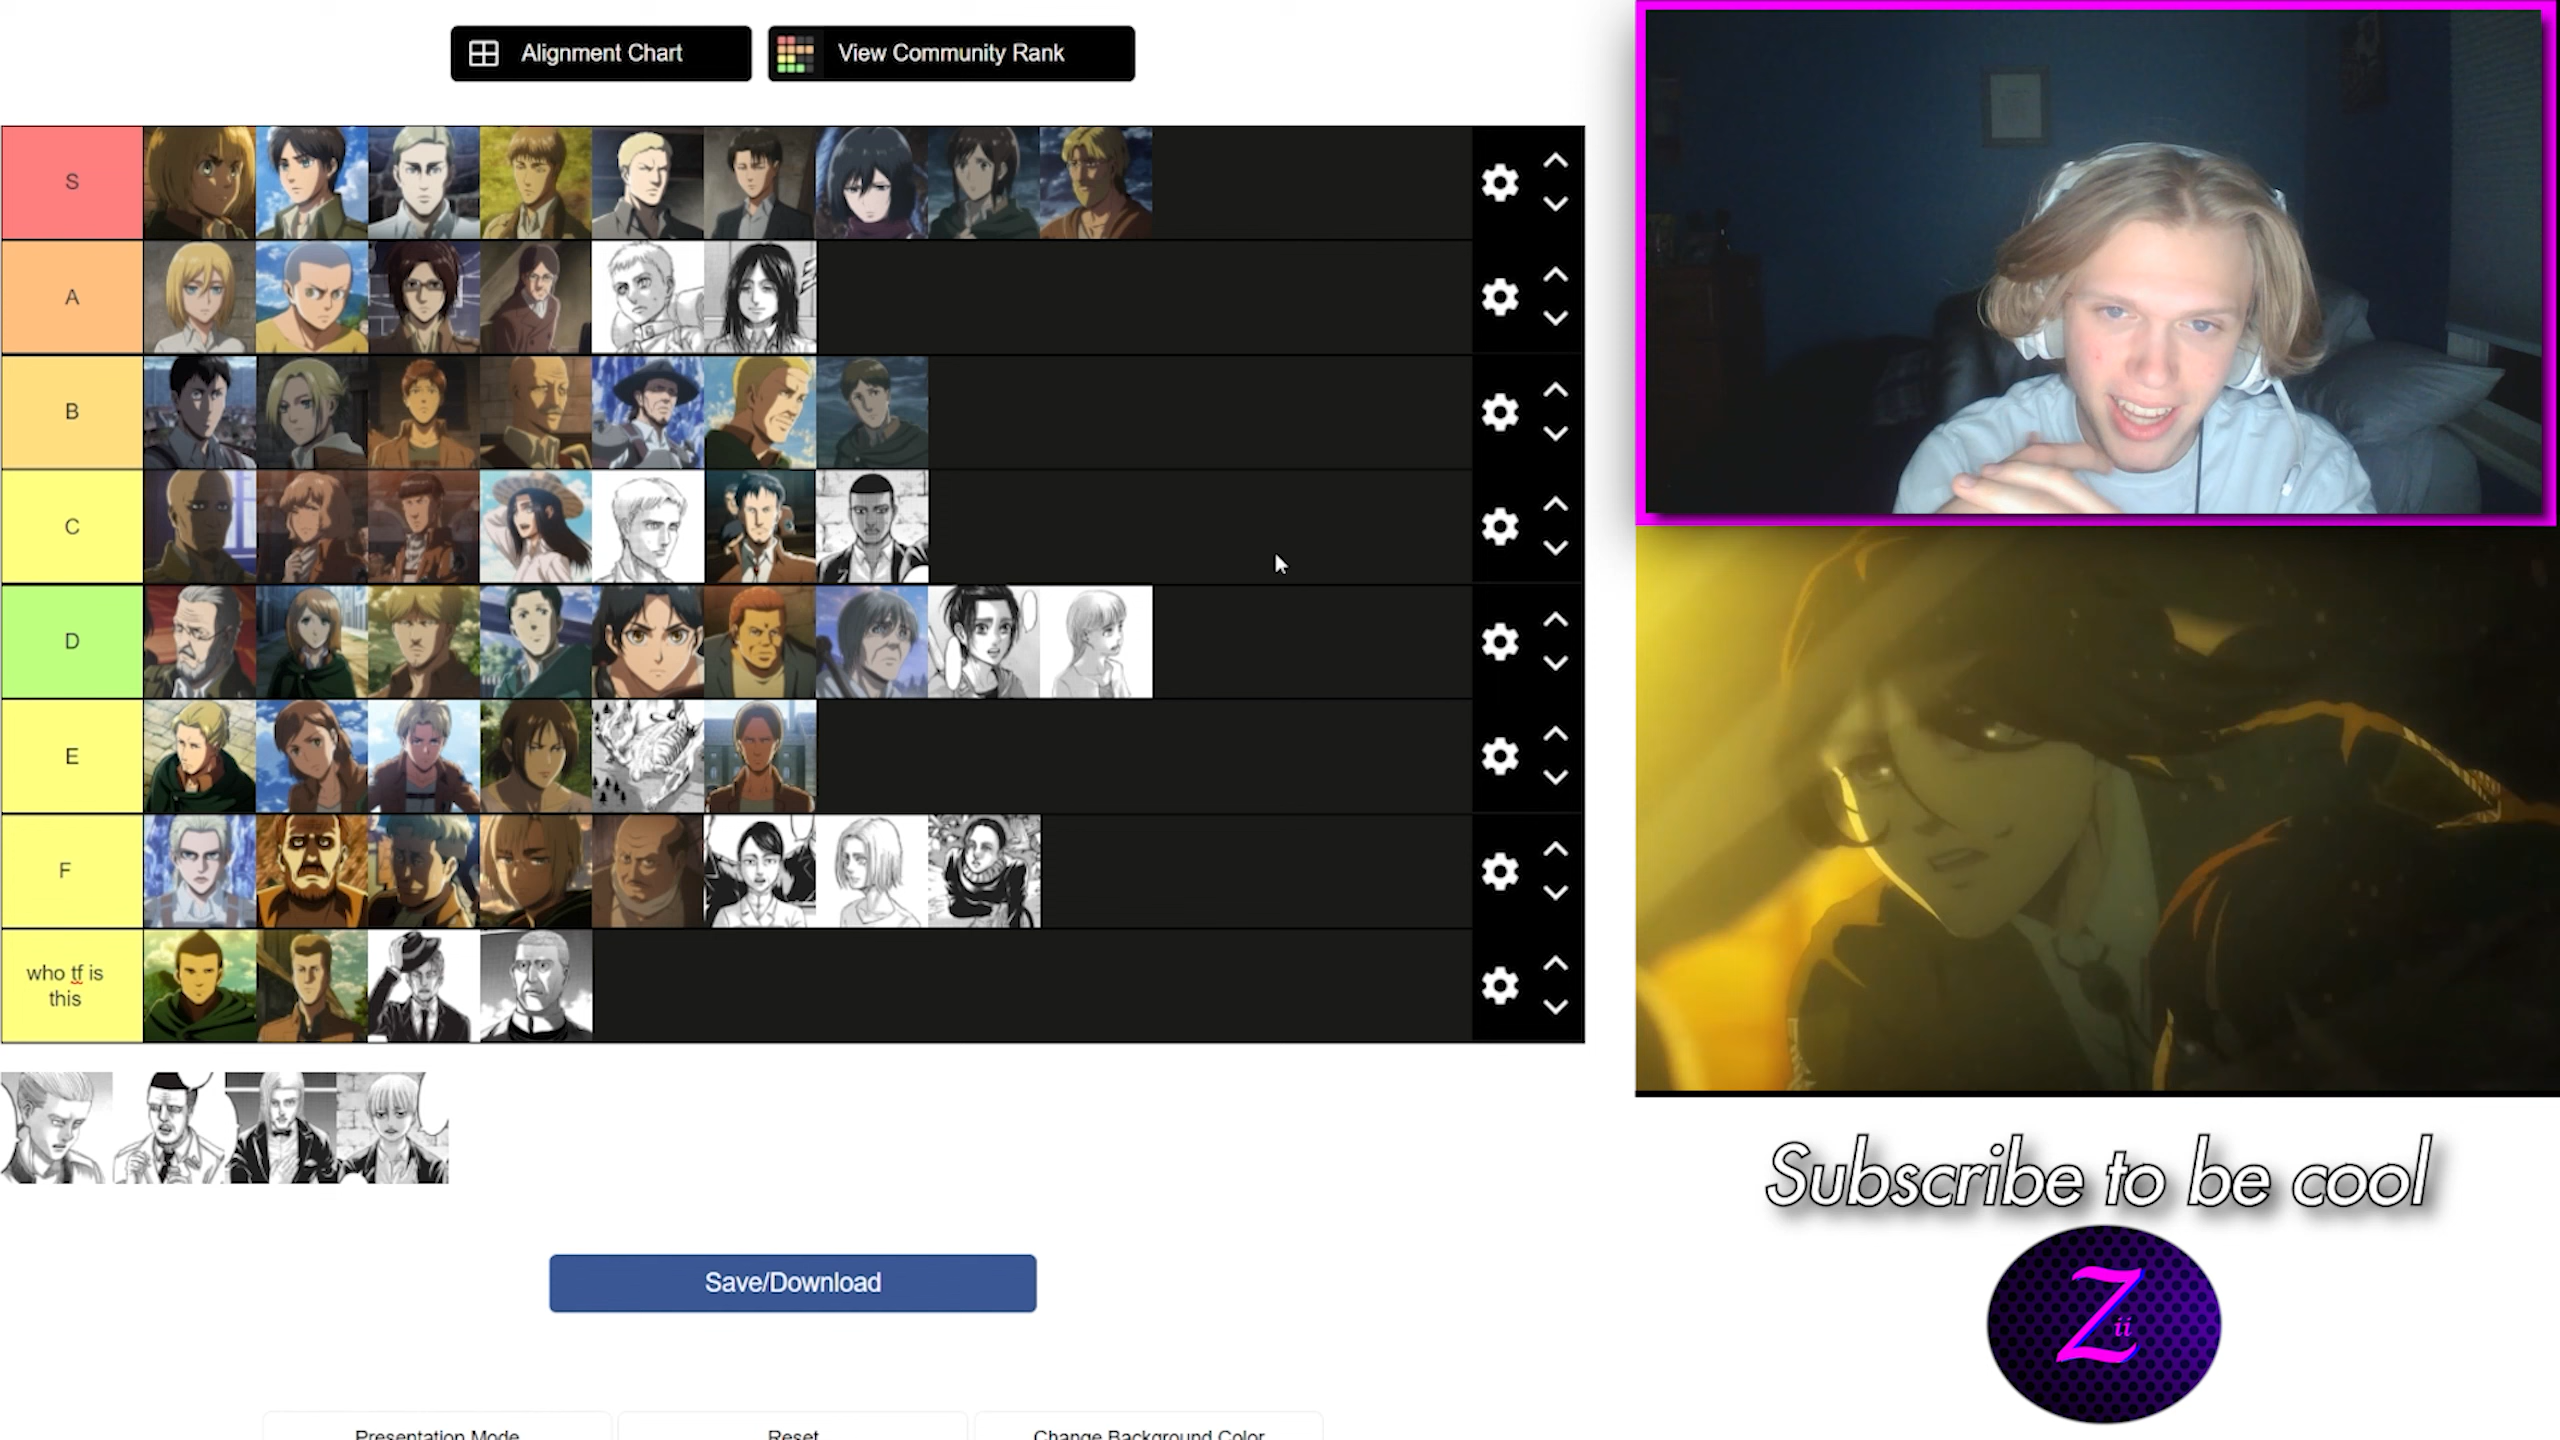 Alignment Chart
View Community Rank
S
A
B
C
D
E
F
who tf is
this
Save/Download
Presentation Mode
Reset
Change Background Color
Subscribe to be cool
Z ii